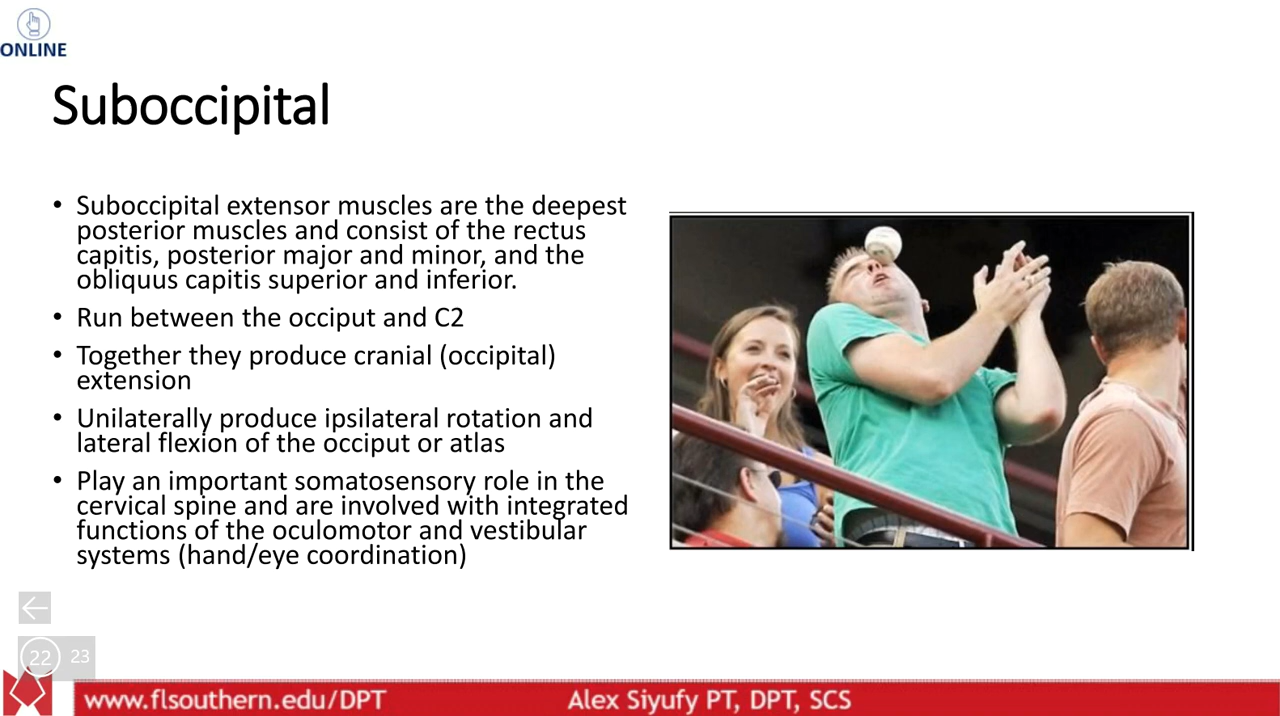 ONLINE
Suboccipital
• Suboccipital extensor muscles are the deepest
posterior muscles and consist of the rectus
capitis, posterior major and minor, and the
obliquus capitis superior and inferior.
• Run between the occiput and C2
• Together they produce cranial (occipital)
extension
• Unilaterally produce ipsilateral rotation and
lateral flexion of the occiput or atlas
• Play an important somatosensory role in the
cervical spine and are involved with integrated
functions of the oculomotor and vestibular
systems (hand/eye coordination)
22 23
www.flsouthern.edu/DPT Alex Siyufy PT, DPT, SCS